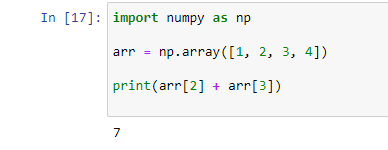 In [17]: import numpy as np
arr = np.array([1, 2, 3, 4])
print(arr[2] + arr[3])
7